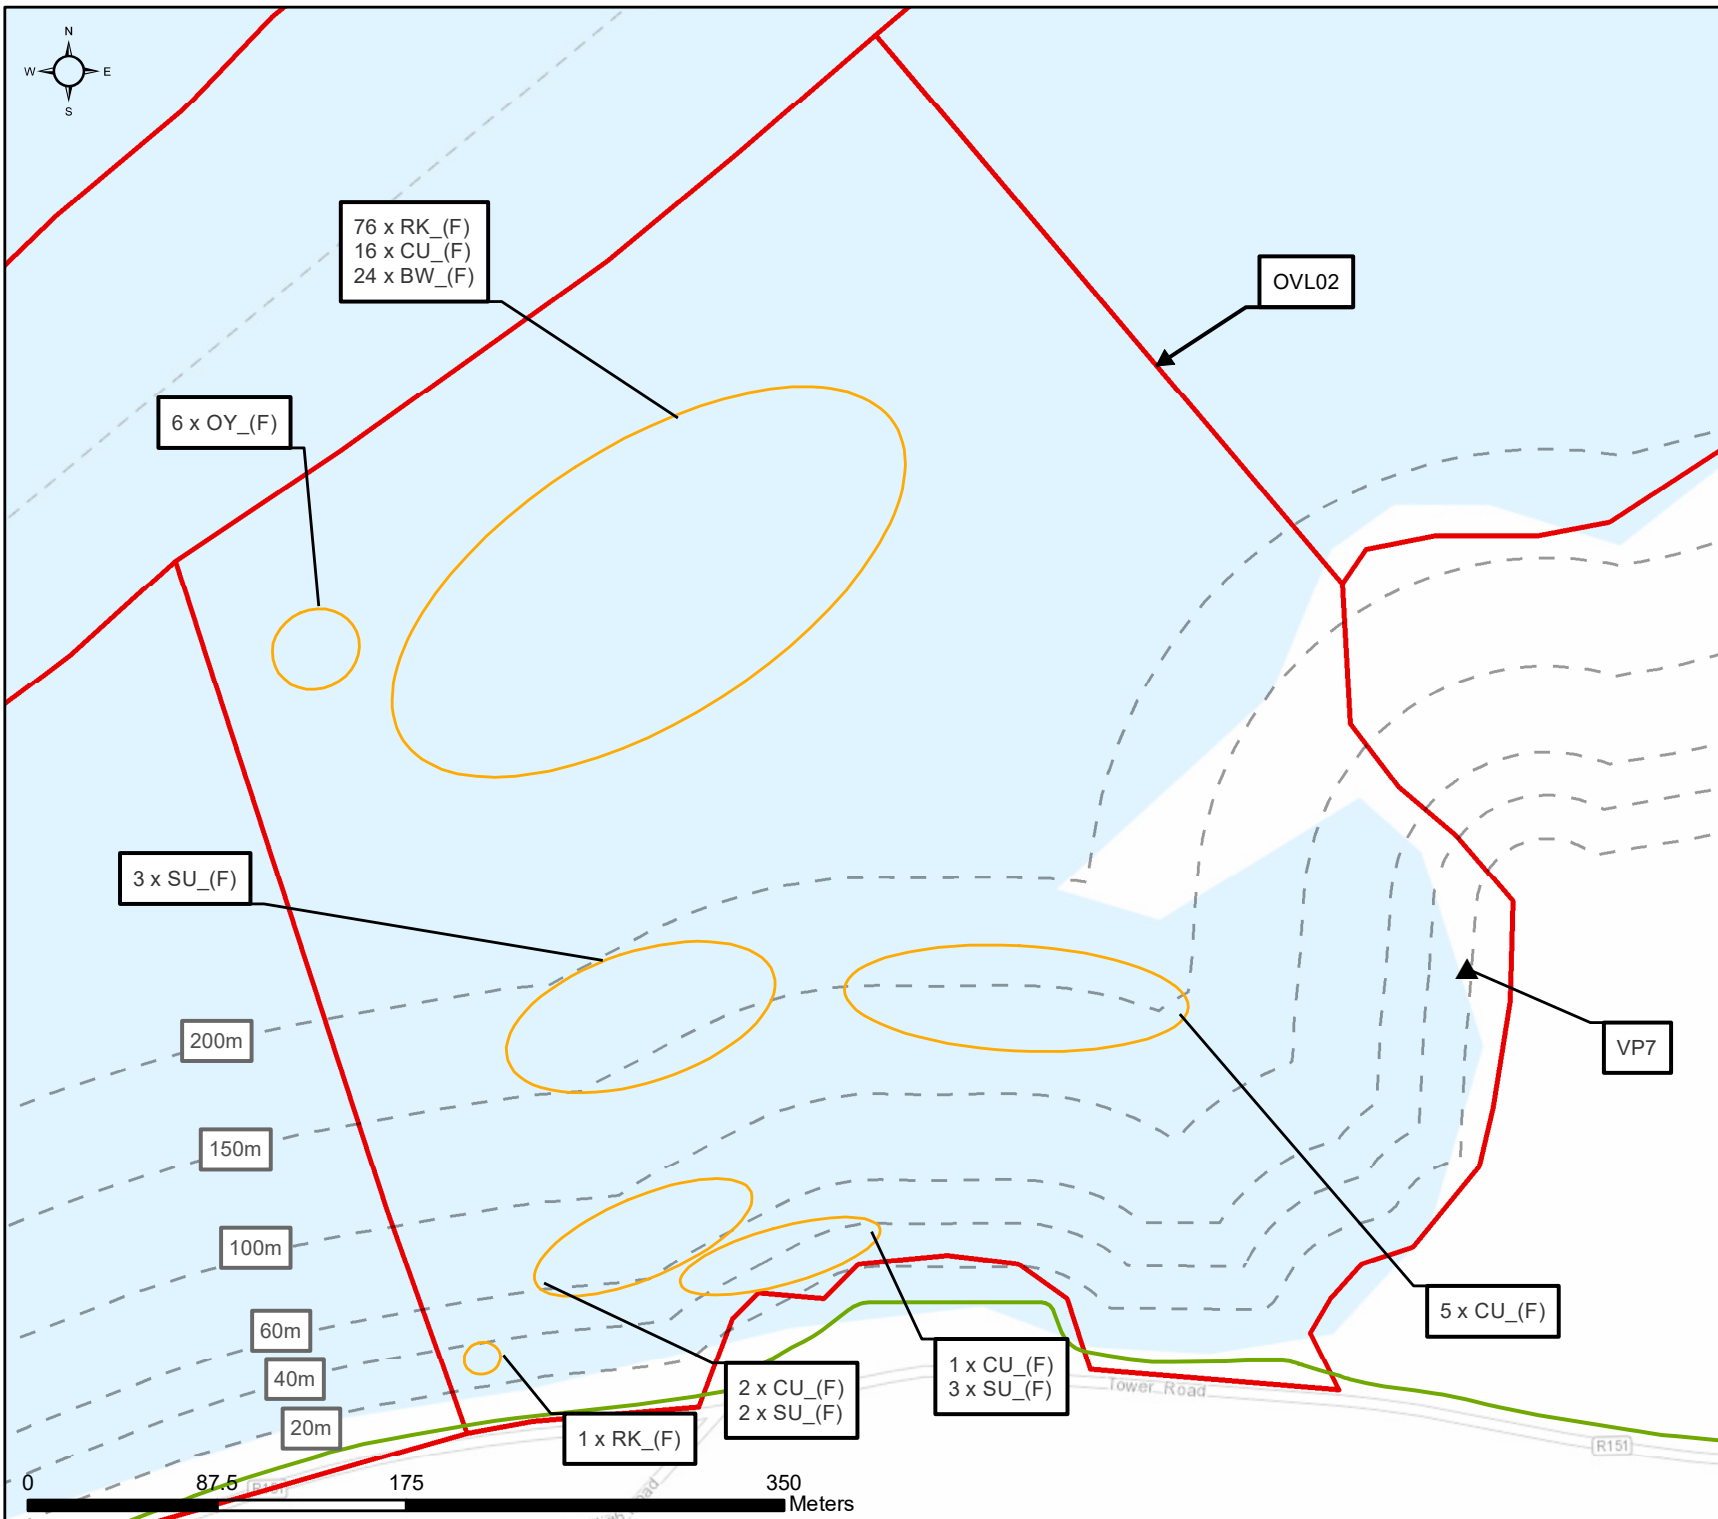 N
W E
S
76 x RK_(F)
16 x CU_(F)
24 x BW_(F)
OVL02
6 x OY_(F)
3 x SU_(F)
200m
VP7
150m
100m
60m
5 x CU_(F)
40m
1 x CU_(F)
3 x SU_(F)
2 x CU_(F)
2 x SU_(F)
Tower Road
20m
1 x RK_(F)
R151
0 87.5 175 350
Meters